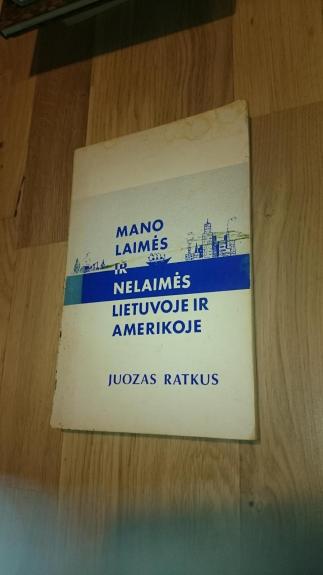 MANO
LAIMĖS
IR
NELAIMĖS
LIETUVOJE IR
AMERIKOJE
JUOZAS RATKUS